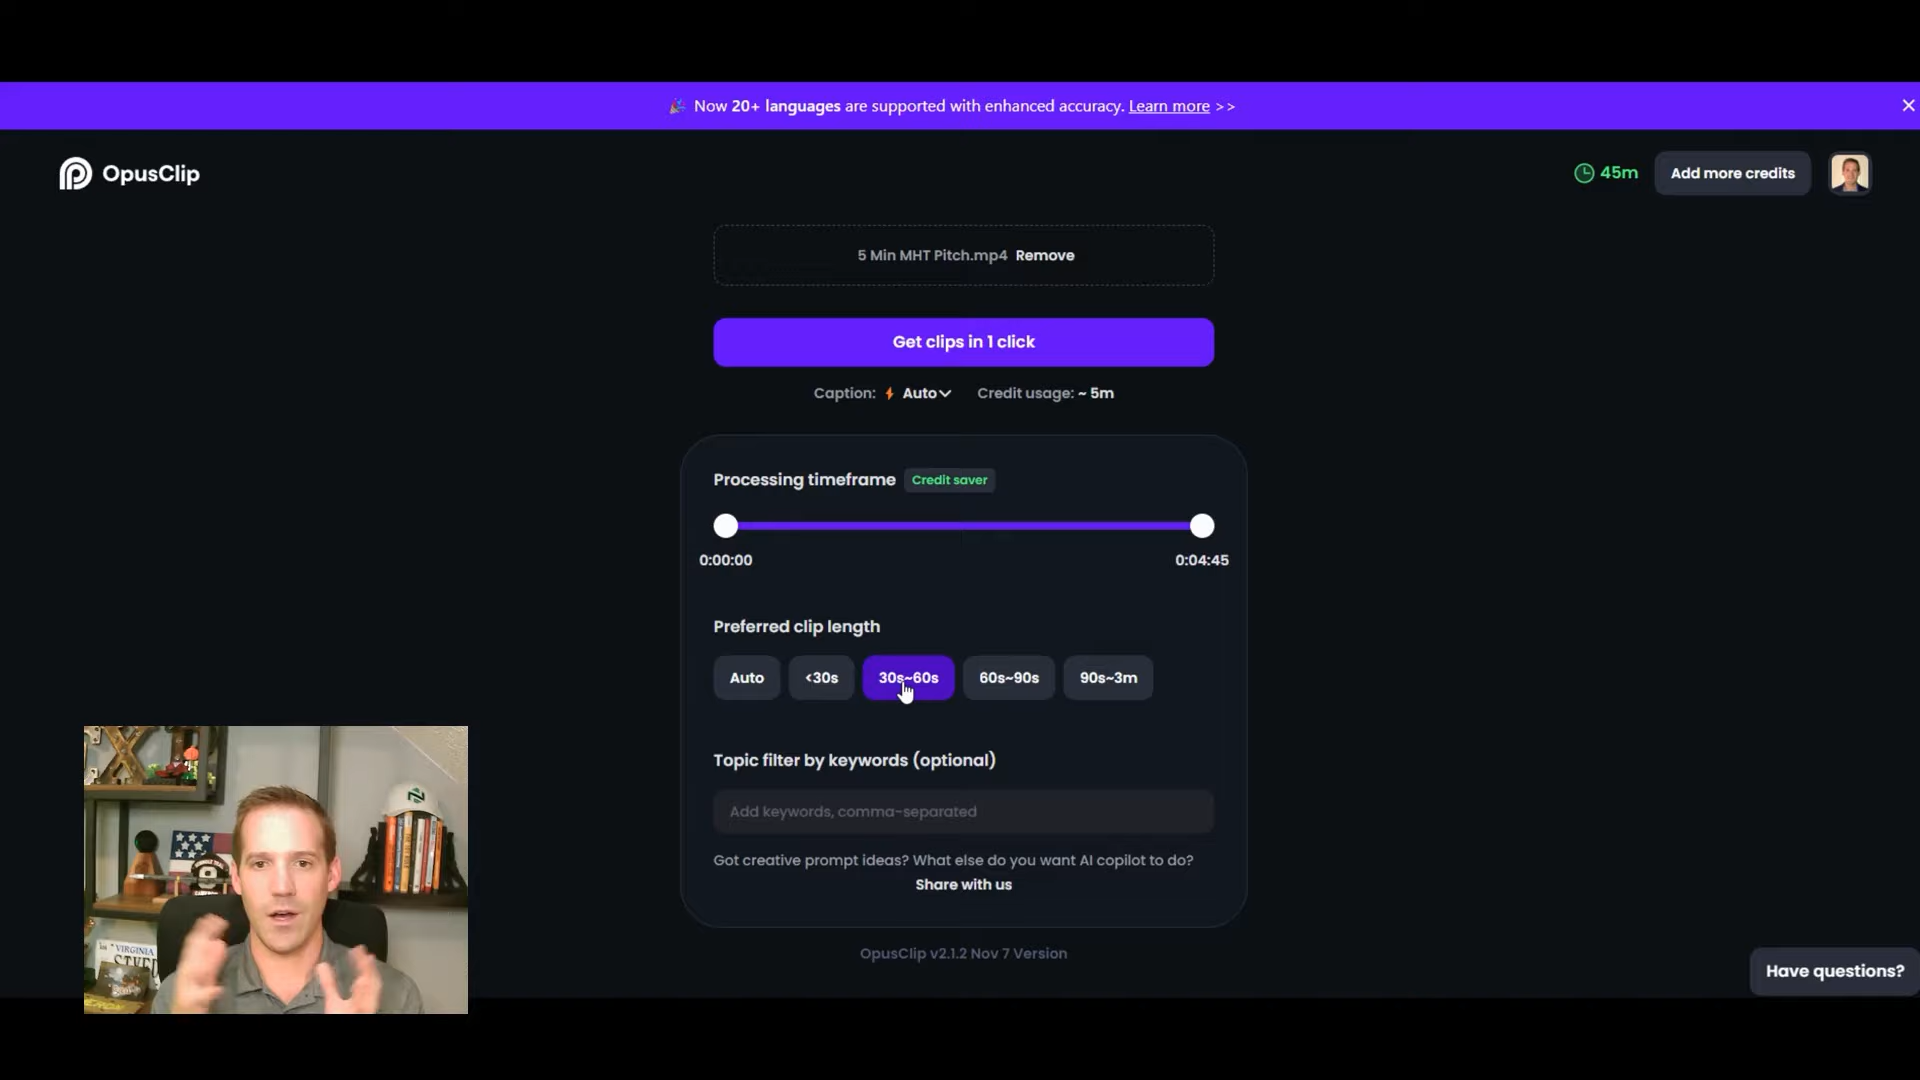 🎉 Now 20+ languages are supported with enhanced accuracy. Learn more >>
OpusClip
45m
Add more credits
5 Min MHT Pitch.mp4 Remove
Get clips in 1 click
Caption: Auto Credit usage: ~ 5m
Processing timeframe Credit saver
0:00:00
0:04:45
Preferred clip length
Auto
<30s
30s~60s
60s~90s
90s~3m
Topic filter by keywords (optional)
Add keywords, comma-separated
Got creative prompt ideas? What else do you want AI copilot to do?
Share with us
OpusClip v2.1.2 Nov 7 Version
Have questions?
VIRGINIA